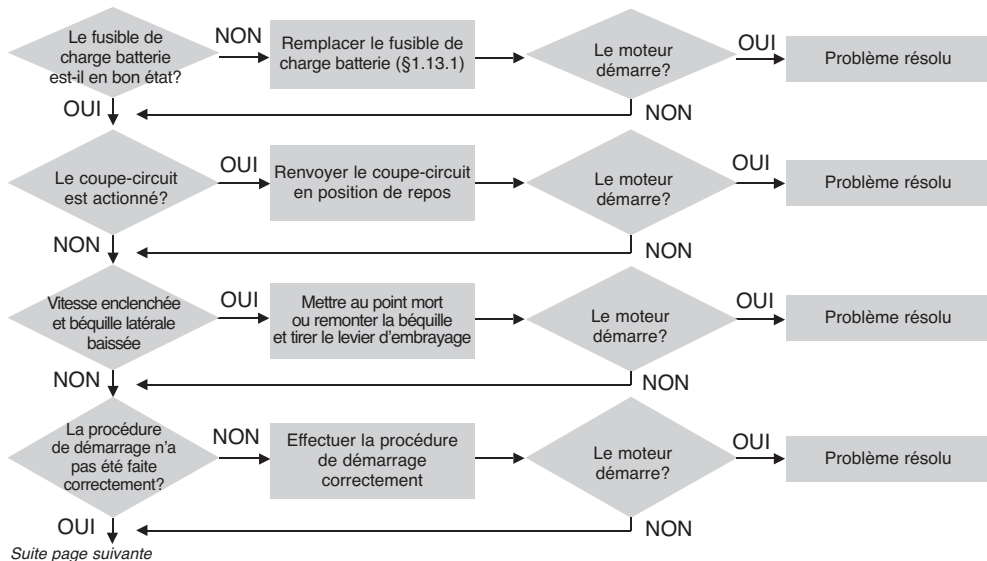 Le fusible de
charge batterie
est-il en bon état?
NON
Remplacer le fusible de
charge batterie (§1.13.1)
Le moteur
démarre?
OUI
Problème résolu
OUI
NON
Le coupe-circuit
est actionné?
OUI
Renvoyer le coupe-circuit
en position de repos
Le moteur
démarre?
OUI
Problème résolu
NON
NON
Vitesse enclenchée
et béquille latérale
baissée
OUI
Mettre au point mort
ou remonter la béquille
et tirer le levier d'embrayage
Le moteur
démarre?
OUI
Problème résolu
NON
NON
La procédure
de démarrage n'a
pas été faite
correctement?
NON
Effectuer la procédure
de démarrage
correctement
Le moteur
démarre?
OUI
Problème résolu
OUI
NON
Suite page suivante